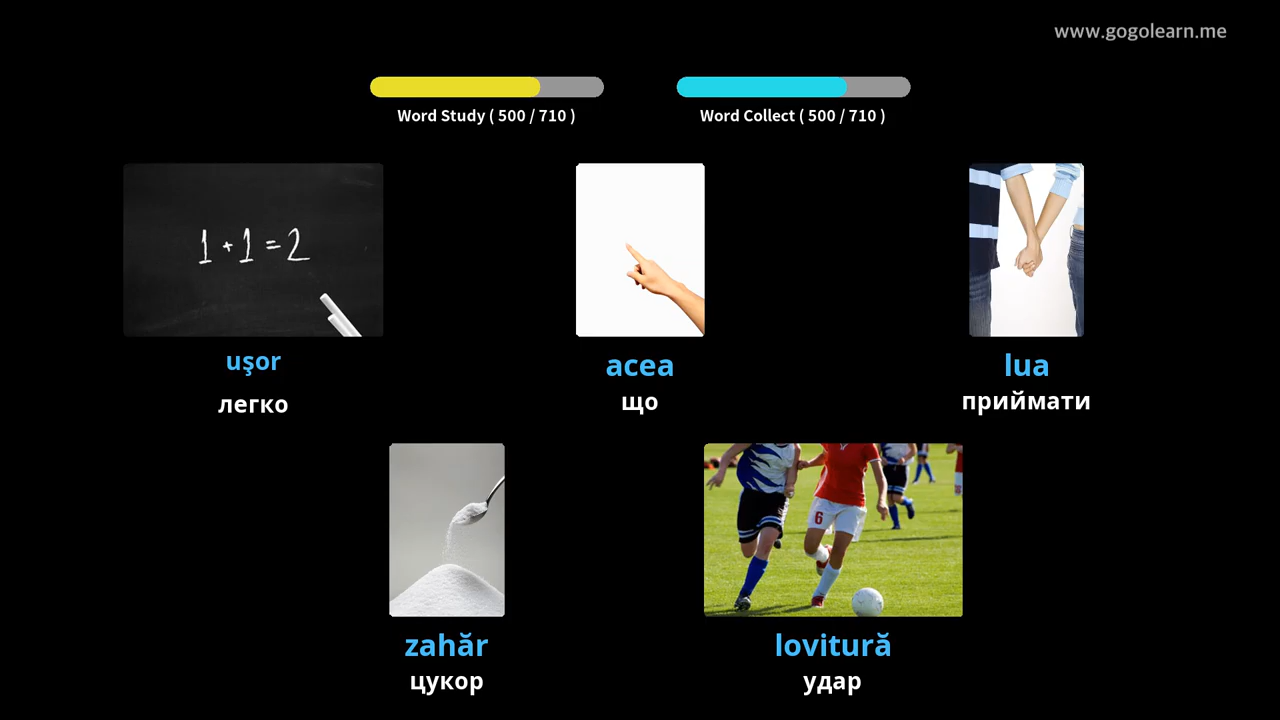 www.gogolearn.me
Word Study ( 500 / 710 )
Word Collect ( 500 / 710 )
1 + 1 = 2
uşor
легко
acea
що
lua
приймати
6
zahăr
цукор
lovitură
удар